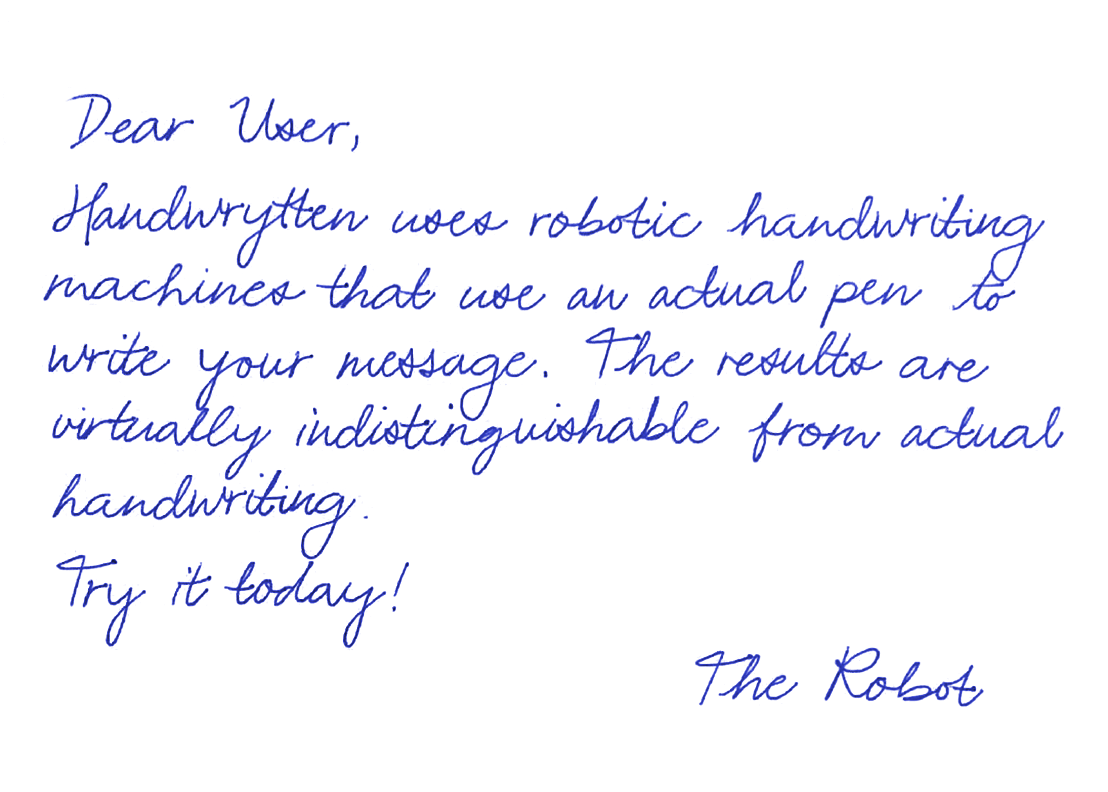 Dear User,
Handwrytten uses robotic handwriting
machines that use an actual pen to
write your message. The results are
virtually indistinguishable from actual
handwriting.
Try it today!
The Robot